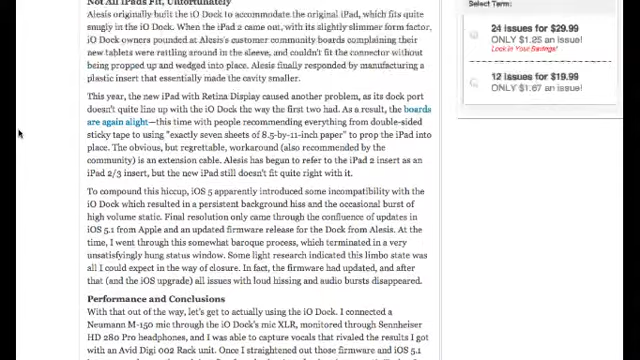 Not All iPads Fit, Unfortunately
Alesis originally built the iO Dock to accommodate the original iPad, which fits quite
snugly in the iO Dock. When the iPad 2 came out, with its slightly slimmer form factor,
iO Dock owners pounded at Alesis's customer community boards complaining their
new tablets were rattling around in the sleeve, and couldn't fit the connector without
being propped up and wedged into place. Alesis finally responded by manufacturing a
plastic insert that essentially made the cavity smaller.
This year, the new iPad with Retina Display caused another problem, as its dock port
doesn't quite line up with the iO Dock the way the first two had. As a result, the boards
are again alight—this time with people recommending everything from double-sided
sticky tape to using "exactly seven sheets of 8.5-by-11-inch paper" to prop the iPad into
place. The obvious, but regrettable, workaround (also recommended by the
community) is an extension cable. Alesis has begun to refer to the iPad 2 insert as an
iPad 2/3 insert, but the new iPad still doesn't fit quite right with it.
To compound this hiccup, iOS 5 apparently introduced some incompatibility with the
iO Dock which resulted in a persistent background hiss and the occasional burst of
high volume static. Final resolution only came through the confluence of updates in
iOS 5.1 from Apple and an updated firmware release for the Dock from Alesis. At the
time, I went through this somewhat baroque process, which terminated in a very
unsatisfyingly hung status window. Some light research indicated this limbo state was
all I could expect in the way of closure. In fact, the firmware had updated, and after
that (and the iOS upgrade) all issues with loud hissing and audio bursts disappeared.
Performance and Conclusions
With that out of the way, let's get to actually using the iO Dock. I connected a
Neumann M-150 mic through the iO Dock's mic XLR, monitored through Sennheiser
HD 280 Pro headphones, and I was able to capture vocals that rivaled the results I got
with an Avid Digi 002 Rack unit. Once I straightened out those firmware and iOS 5.1
Select Term:
24 issues for $29.99
ONLY $1.25 an issue!
Lock in Your Savings!
12 issues for $19.99
ONLY $1.67 an issue!